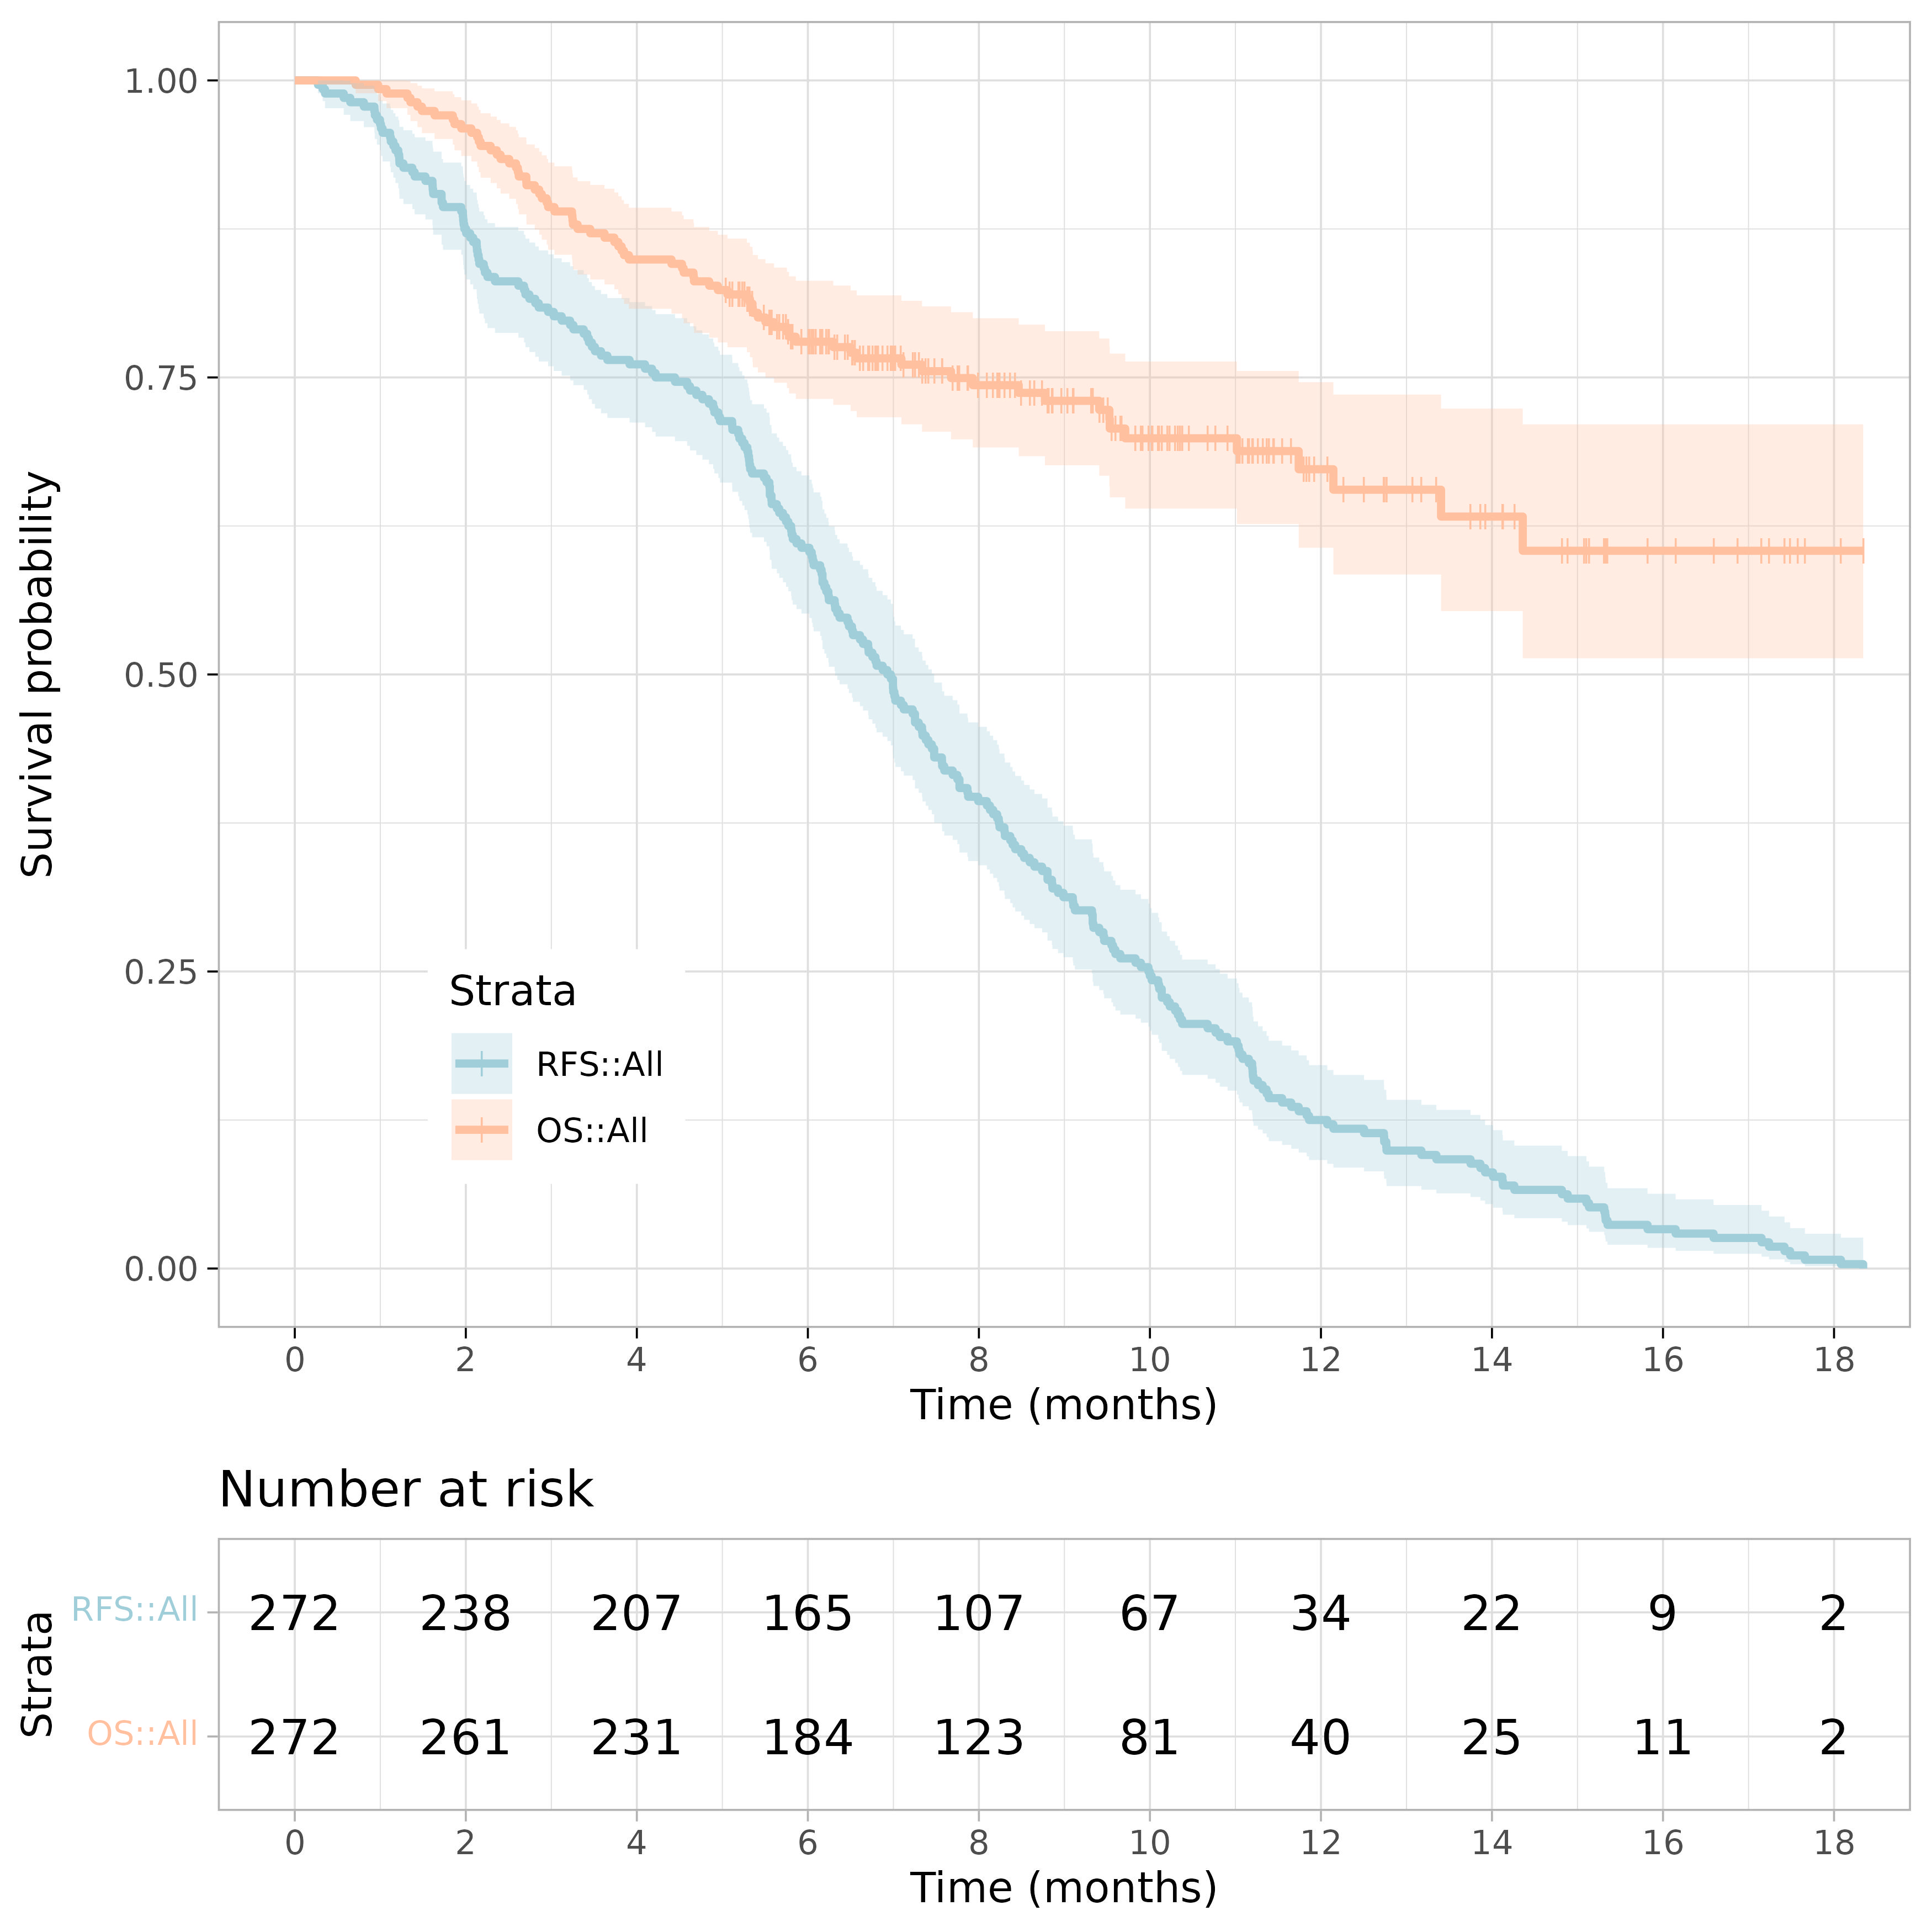 1.00
0.75
0.50
0.25
0.00
Survival probability
Strata
RFS::All
OS::All
0 2 4 6 8 10 12 14 16 18
Time (months)
Number at risk
Strata
RFS::All 272 238 207 165 107 67 34 22 9 2
OS::All 272 261 231 184 123 81 40 25 11 2
0 2 4 6 8 10 12 14 16 18
Time (months)